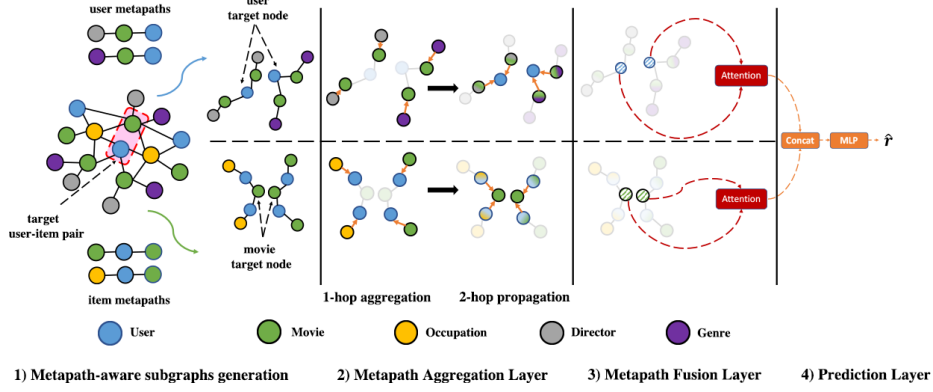 user metapaths
user
target node
target
user-item pair
movie
target node
item metapaths
1-hop aggregation
2-hop propagation
Attention
Attention
Concat
MLP
r̂
User
Movie
Occupation
Director
Genre
1) Metapath-aware subgraphs generation
2) Metapath Aggregation Layer
3) Metapath Fusion Layer
4) Prediction Layer